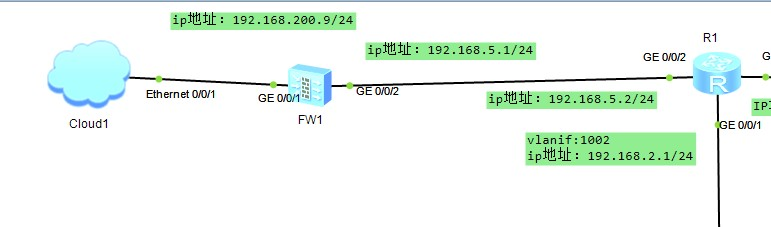 ip地址: 192.168.200.9/24
R1
ip地址: 192.168.5.1/24
GE 0/0/2
G
Ethernet 0/0/1
GE 0/0/1
GE 0/0/2
ip地址: 192.168.5.2/24
IP
Cloud1
FW1
GE 0/0/1
vlanif:1002
ip地址: 192.168.2.1/24
R